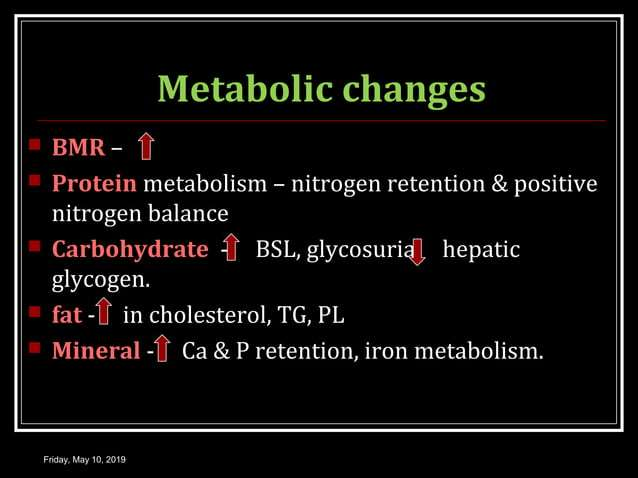 Metabolic changes
BMR –
Protein metabolism – nitrogen retention & positive
nitrogen balance
Carbohydrate - BSL, glycosuria hepatic
glycogen.
fat - in cholesterol, TG, PL
Mineral - Ca & P retention, iron metabolism.
Friday, May 10, 2019